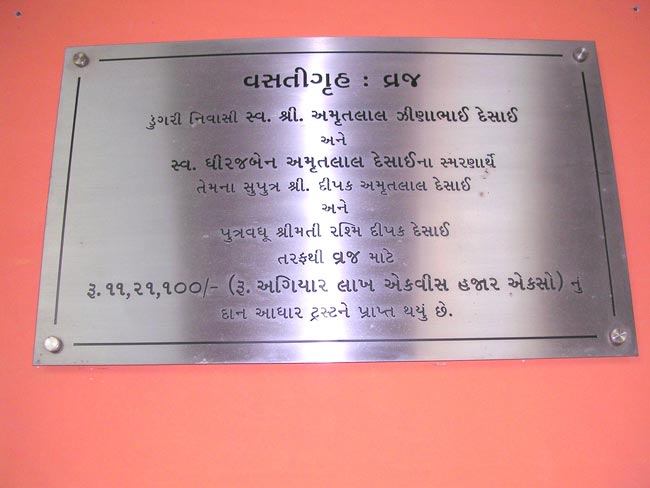 વસતીગૃહ : વ્રજ
ડુંગરી નિવાસી સ્વ. શ્રી. અમૃતલાલ ઝીણાભાઈ દેસાઈ
અને
સ્વ. ધીરજબેન અમૃતલાલ દેસાઈના સ્મરણાર્થે
તેમના સુપુત્ર શ્રી. દીપક અમૃતલાલ દેસાઈ
અને
પુત્રવધૂ શ્રીમતી રશ્મિ દીપક દેસાઈ
તરફથી વ્રજ માટે
રૂ. ૧૧,૨૧,૧૦૦/- (રૂ. અગિયાર લાખ એકવીસ હજાર એકસો) નું
દાન આધાર ટ્રસ્ટને પ્રાપ્ત થયું છે.